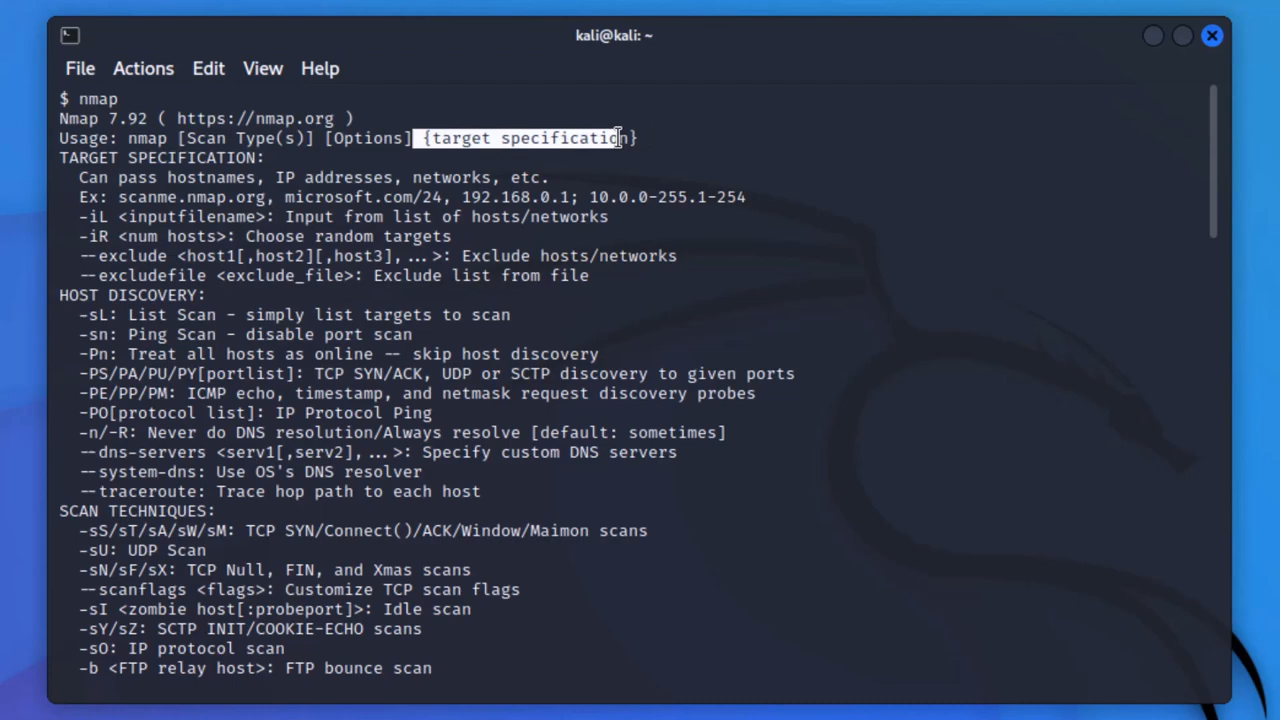 kali@kali: ~
File Actions Edit View Help
$ nmap
Nmap 7.92 ( https://nmap.org )
Usage: nmap [Scan Type(s)] [Options] {target specification}
TARGET SPECIFICATION:
  Can pass hostnames, IP addresses, networks, etc.
  Ex: scanme.nmap.org, microsoft.com/24, 192.168.0.1; 10.0.0-255.1-254
  -iL <inputfilename>: Input from list of hosts/networks
  -iR <num hosts>: Choose random targets
  --exclude <host1[,host2][,host3],...>: Exclude hosts/networks
  --excludefile <exclude_file>: Exclude list from file
HOST DISCOVERY:
  -sL: List Scan - simply list targets to scan
  -sn: Ping Scan - disable port scan
  -Pn: Treat all hosts as online -- skip host discovery
  -PS/PA/PU/PY[portlist]: TCP SYN/ACK, UDP or SCTP discovery to given ports
  -PE/PP/PM: ICMP echo, timestamp, and netmask request discovery probes
  -PO[protocol list]: IP Protocol Ping
  -n/-R: Never do DNS resolution/Always resolve [default: sometimes]
  --dns-servers <serv1[,serv2],...>: Specify custom DNS servers
  --system-dns: Use OS's DNS resolver
  --traceroute: Trace hop path to each host
SCAN TECHNIQUES:
  -sS/sT/sA/sW/sM: TCP SYN/Connect()/ACK/Window/Maimon scans
  -sU: UDP Scan
  -sN/sF/sX: TCP Null, FIN, and Xmas scans
  --scanflags <flags>: Customize TCP scan flags
  -sI <zombie host[:probeport]>: Idle scan
  -sY/sZ: SCTP INIT/COOKIE-ECHO scans
  -sO: IP protocol scan
  -b <FTP relay host>: FTP bounce scan